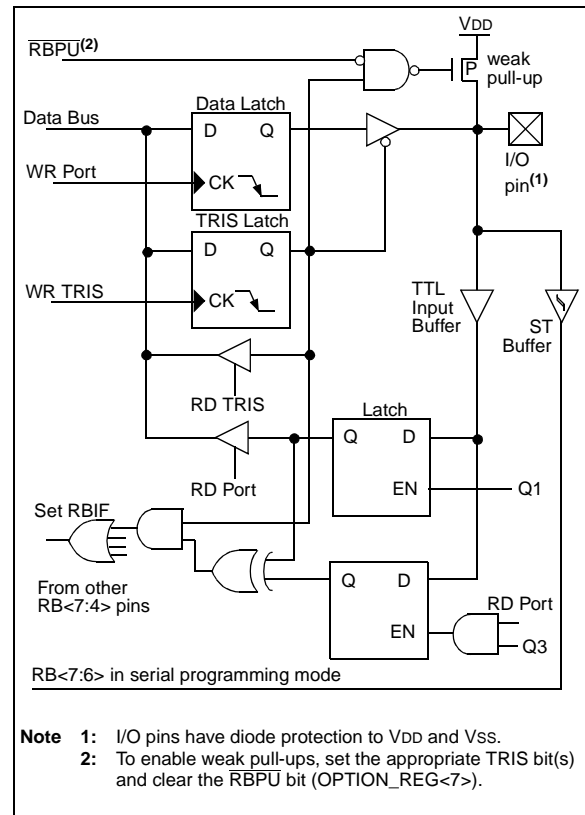 VDD
RBPU(2)
P
weak
pull-up
Data Latch
Data Bus
D Q
I/O
pin(1)
WR Port
CK
TRIS Latch
D Q
WR TRIS
CK
TTL
Input
Buffer
ST
Buffer
RD TRIS
Latch
Q D
RD Port
EN
Q1
Set RBIF
Q D
From other
RB<7:4> pins
RD Port
EN
Q3
RB<7:6> in serial programming mode
Note 1: I/O pins have diode protection to VDD and VSS.
2: To enable weak pull-ups, set the appropriate TRIS bit(s)
and clear the RBPU bit (OPTION_REG<7>).